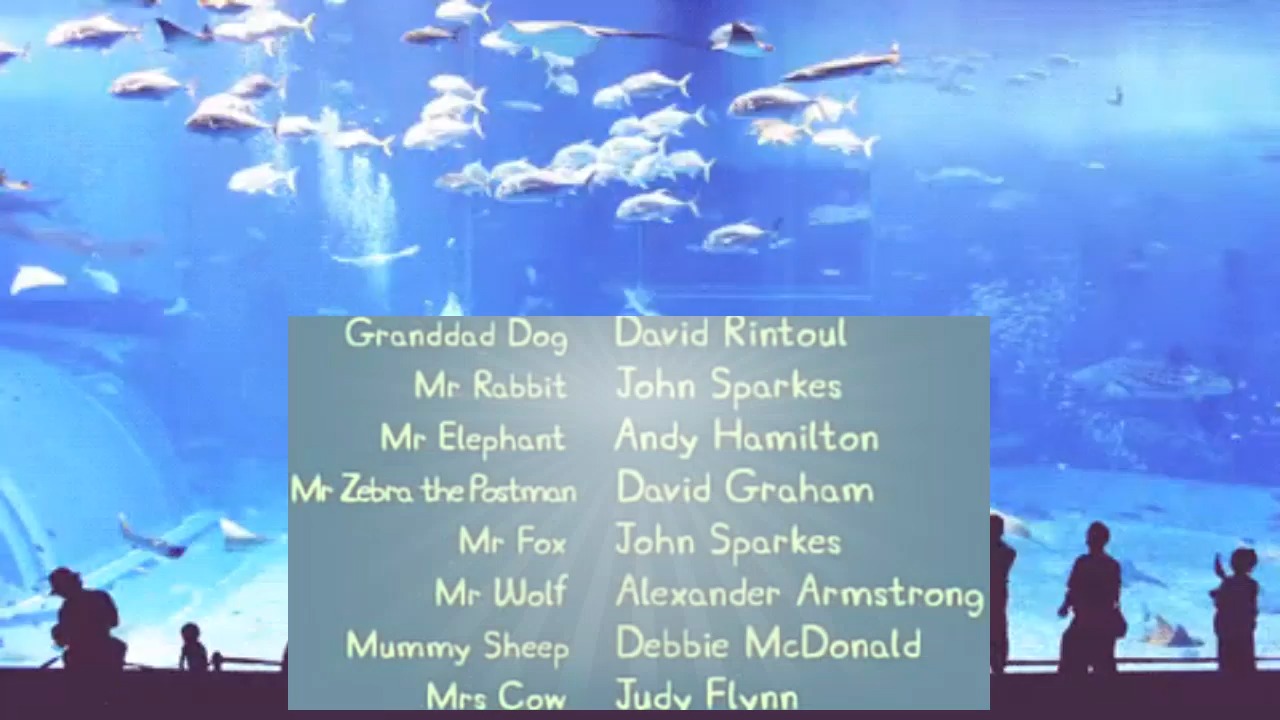 Granddad Dog David Rintoul
Mr Rabbit John Sparkes
Mr Elephant Andy Hamilton
Mr Zebra the Postman David Graham
Mr Fox John Sparkes
Mr Wolf Alexander Armstrong
Mummy Sheep Debbie McDonald
Mrs Cow Judy Flynn